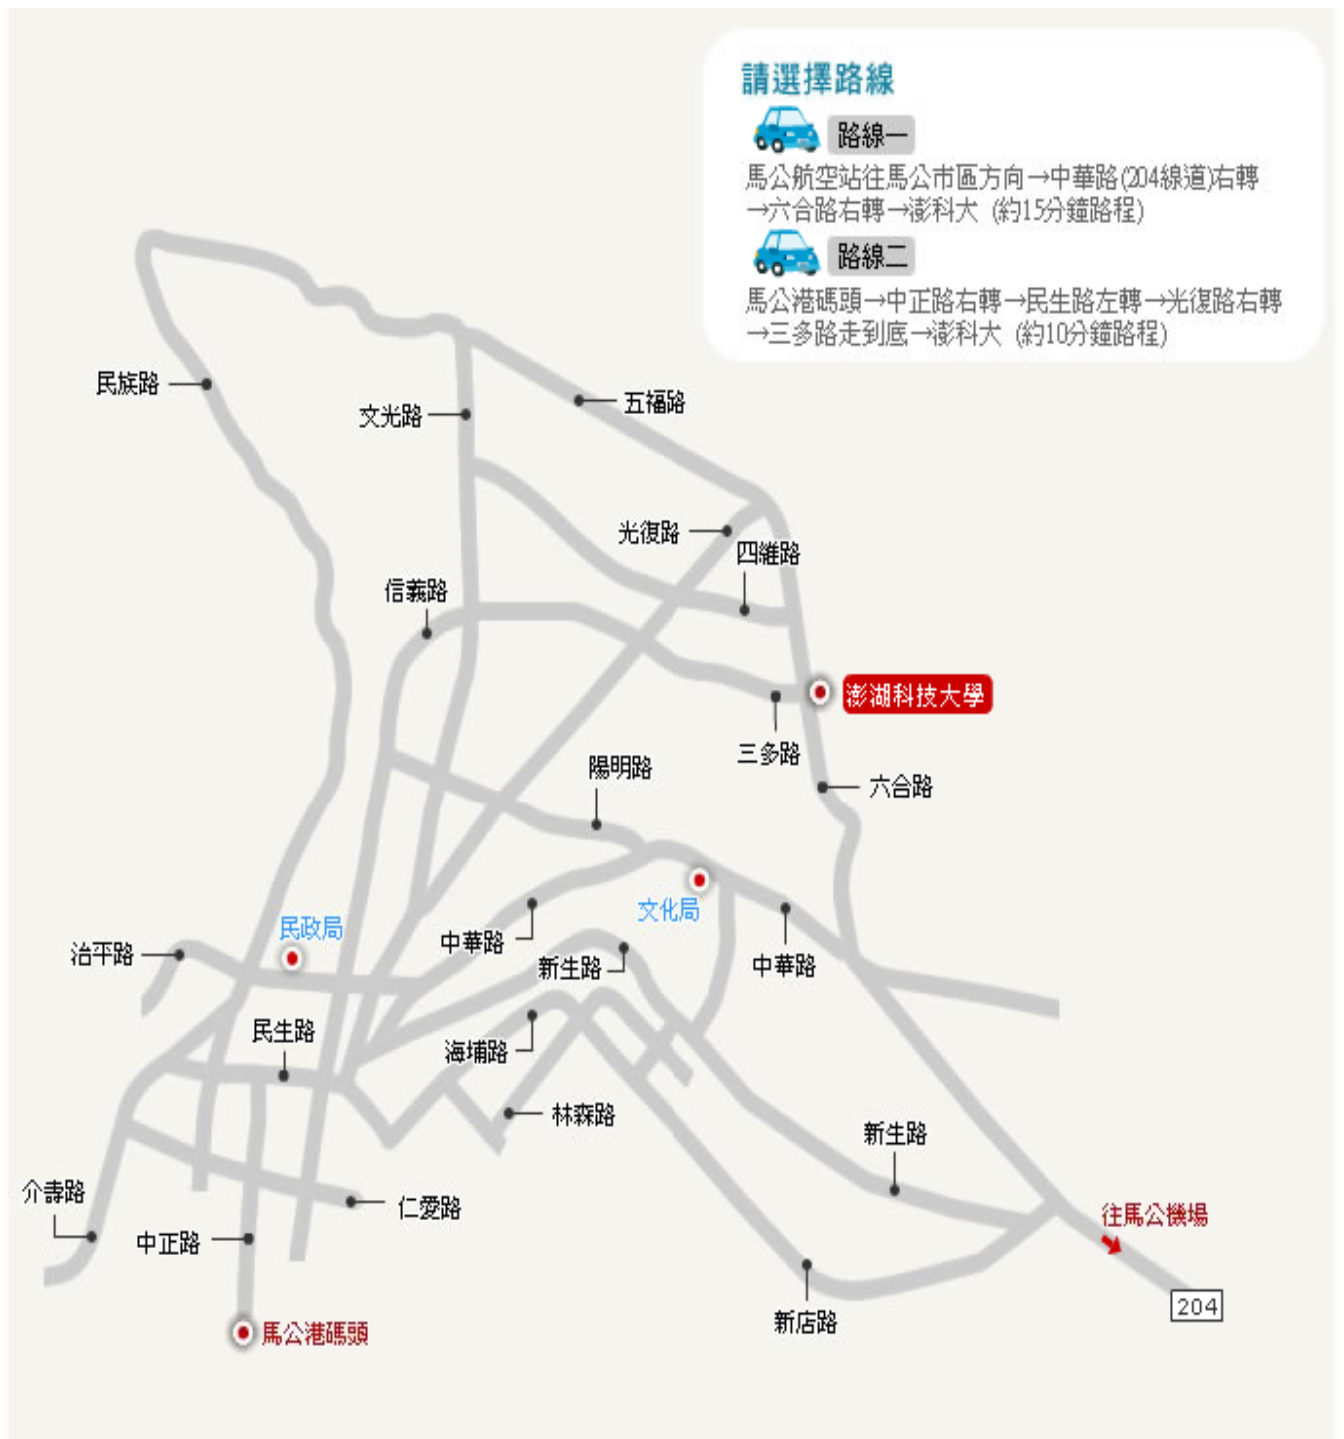 請選擇路線
路線一
馬公航空站往馬公市區方向→中華路(204線道)右轉
→六合路右轉→澎科大 (約15分鐘路程)
路線二
馬公港碼頭→中正路右轉→民生路左轉→光復路右轉
→三多路走到底→澎科大 (約10分鐘路程)
民族路
文光路
五福路
光復路
四維路
信義路
澎湖科技大學
三多路
陽明路
六合路
文化局
民政局
中華路
治平路
新生路
中華路
民生路
海埔路
林森路
新生路
介壽路
仁愛路
往馬公機場
中正路
204
新店路
馬公港碼頭